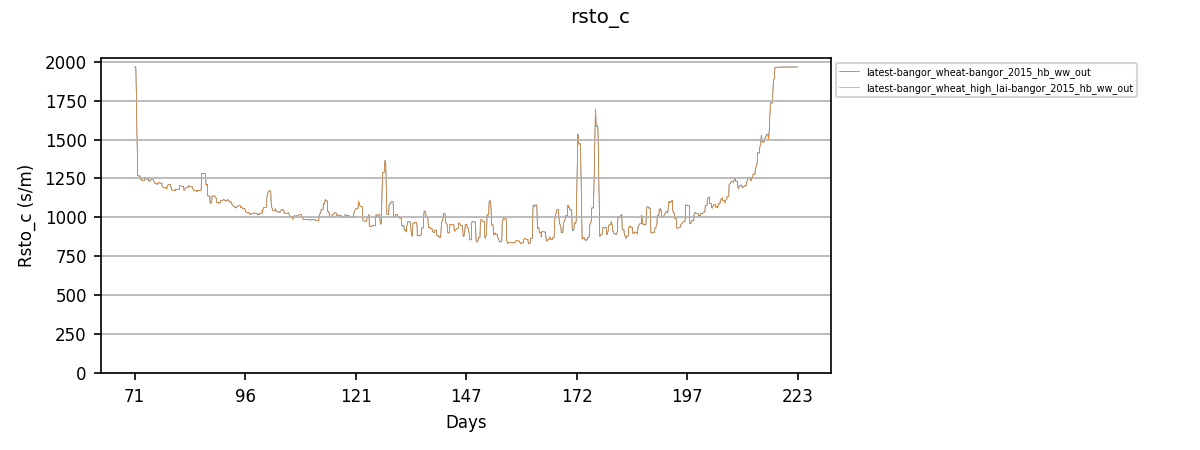 rsto_c
2000
1750
1500
1250
1000
750
500
250
0
Rsto_c (s/m)
71 96 121 147 172 197 223
Days
latest-bangor_wheat-bangor_2015_hb_ww_out
latest-bangor_wheat_high_lai-bangor_2015_hb_ww_out